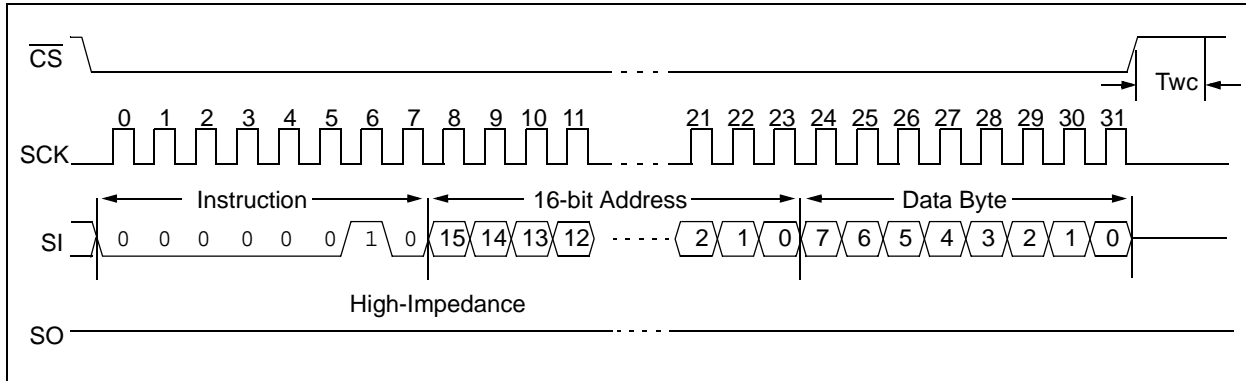 CS
Twc
0 1 2 3 4 5 6 7 8 9 10 11 21 22 23 24 25 26 27 28 29 30 31
SCK
Instruction 16-bit Address Data Byte
SI 0 0 0 0 0 0 1 0 15 14 13 12 2 1 0 7 6 5 4 3 2 1 0
High-Impedance
SO